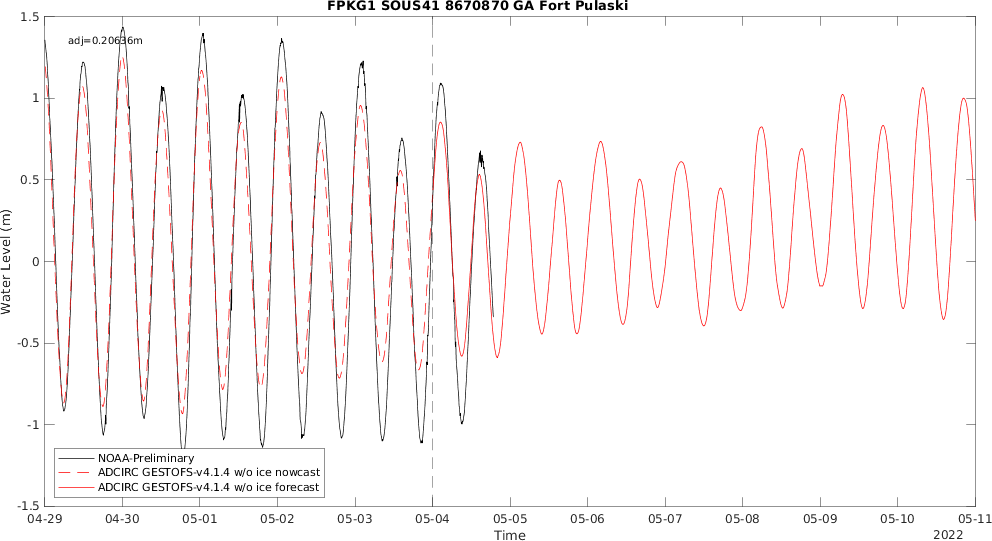 FPKG1 SOUS41 8670870 GA Fort Pulaski
adj=0.20636m
1.5
1
0.5
0
-0.5
-1
-1.5
Water Level (m)
NOAA-Preliminary
ADCIRC GESTOFS-v4.1.4 w/o ice nowcast
ADCIRC GESTOFS-v4.1.4 w/o ice forecast
04-29 04-30 05-01 05-02 05-03 05-04 05-05 05-06 05-07 05-08 05-09 05-10 05-11
Time
2022